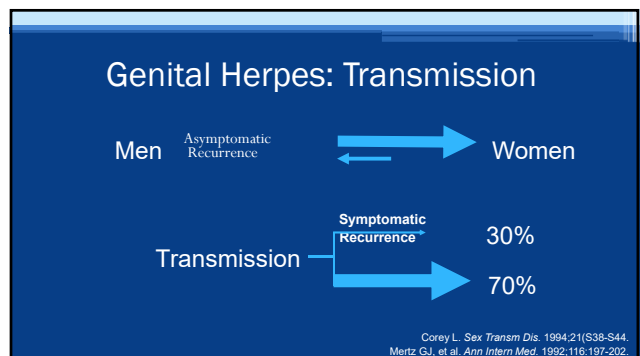 Genital Herpes: Transmission
Men
Asymptomatic
Recurrence
Women
Symptomatic
Recurrence
30%
Transmission
70%
Corey L. Sex Transm Dis. 1994;21(S38-S44.
Mertz GJ, et al. Ann Intern Med. 1992;116:197-202.